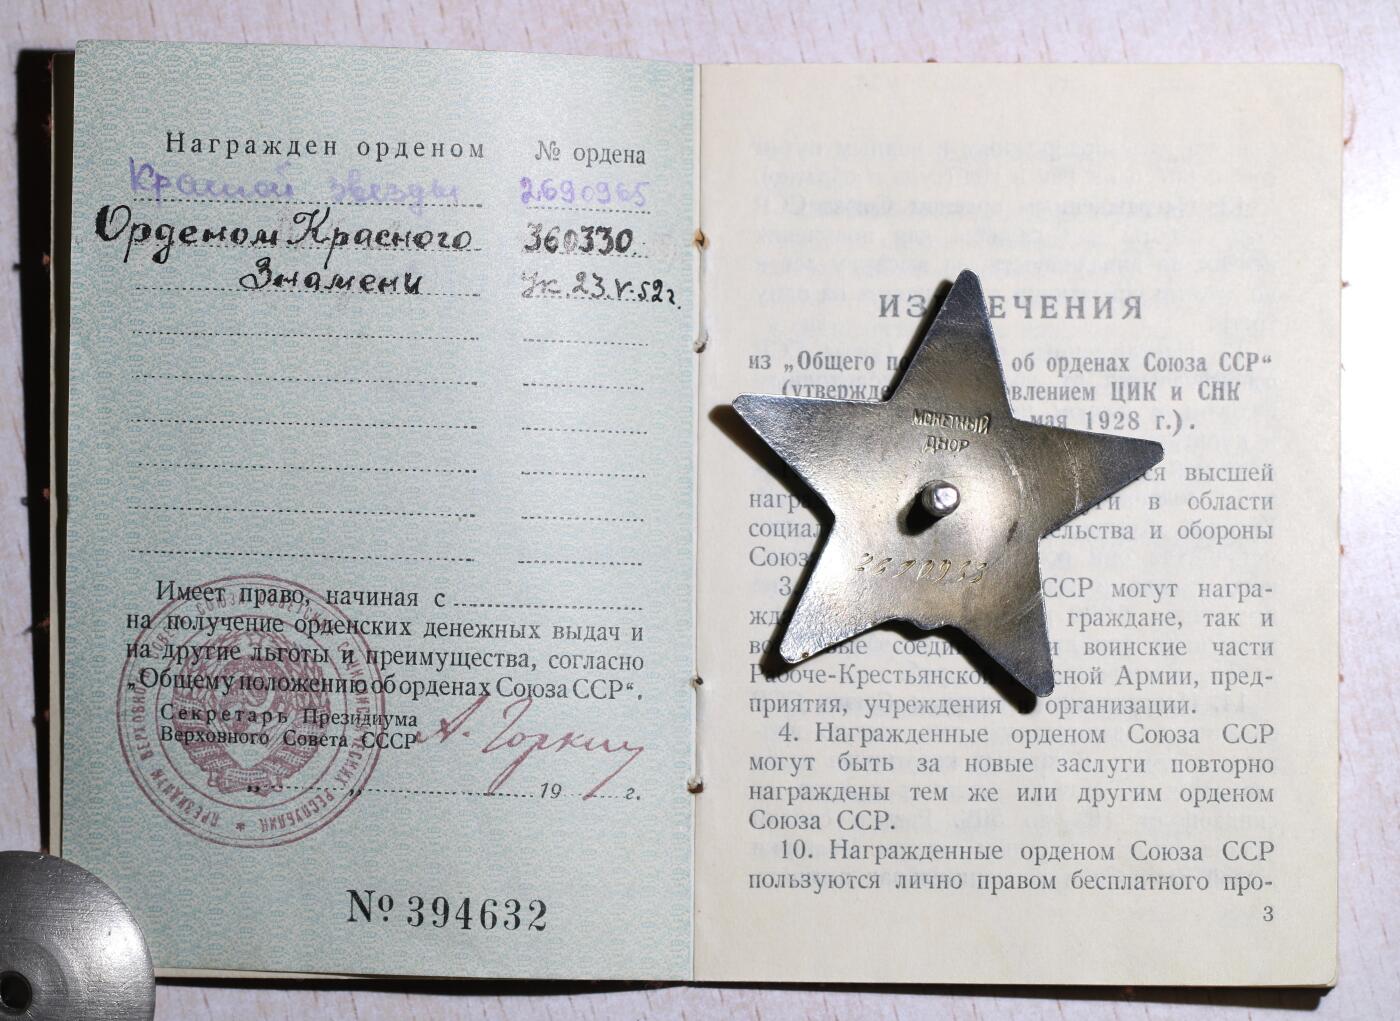 Награжден орденом № ордена
Красной звезды 2690965
Орденом Красного 360330
Знамени Ук. 23.V.52г.
Имеет право, начиная с
на получение орденских денежных выдач и
на другие льготы и преимущества, согласно
„Общему положению об орденах Союза ССР“.
Секретарь Президиума
Верховного Совета СССР А. Горкин
„ „ 19 г.
№ 394632
ИЗ ЕЧЕНИЯ
из „Общего по об орденах Союза ССР“
(утвержде овлением ЦИК и СНК
мая 1928 г.).
ся высшей
нагр ги в области
социал ельства и обороны
Союз
3. ССР могут награ-
жд граждане, так и
во вые соеди и воинские части
Рабоче-Крестьянской сной Армии, пред-
приятия, учреждения организации.
4. Награжденные орденом Союза ССР
могут быть за новые заслуги повторно
награждены тем же или другим орденом
Союза ССР.
10. Награжденные орденом Союза ССР
пользуются лично правом бесплатного про-
3
МОНЕТНЫЙ
ДВОР